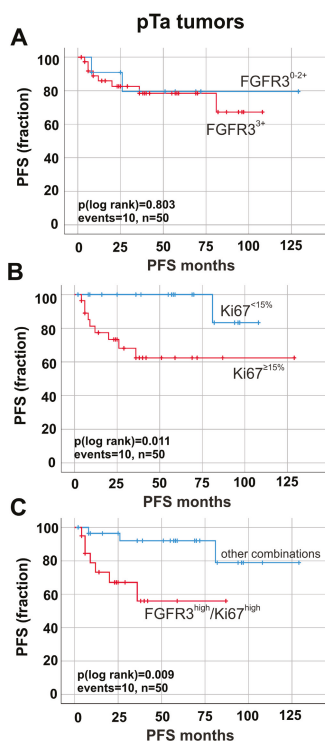 pTa tumors
A
100
80
60
40
20
0
PFS (fraction)
FGFR3^0-2+
FGFR3^3+
p(log rank)=0.803
events=10, n=50
0 25 50 75 100 125
PFS months
B
100
80
60
40
20
0
PFS (fraction)
Ki67^<15%
Ki67^≥15%
p(log rank)=0.011
events=10, n=50
0 25 50 75 100 125
PFS months
C
100
80
60
40
20
0
PFS (fraction)
other combinations
FGFR3^high/Ki67^high
p(log rank)=0.009
events=10, n=50
0 25 50 75 100 125
PFS months